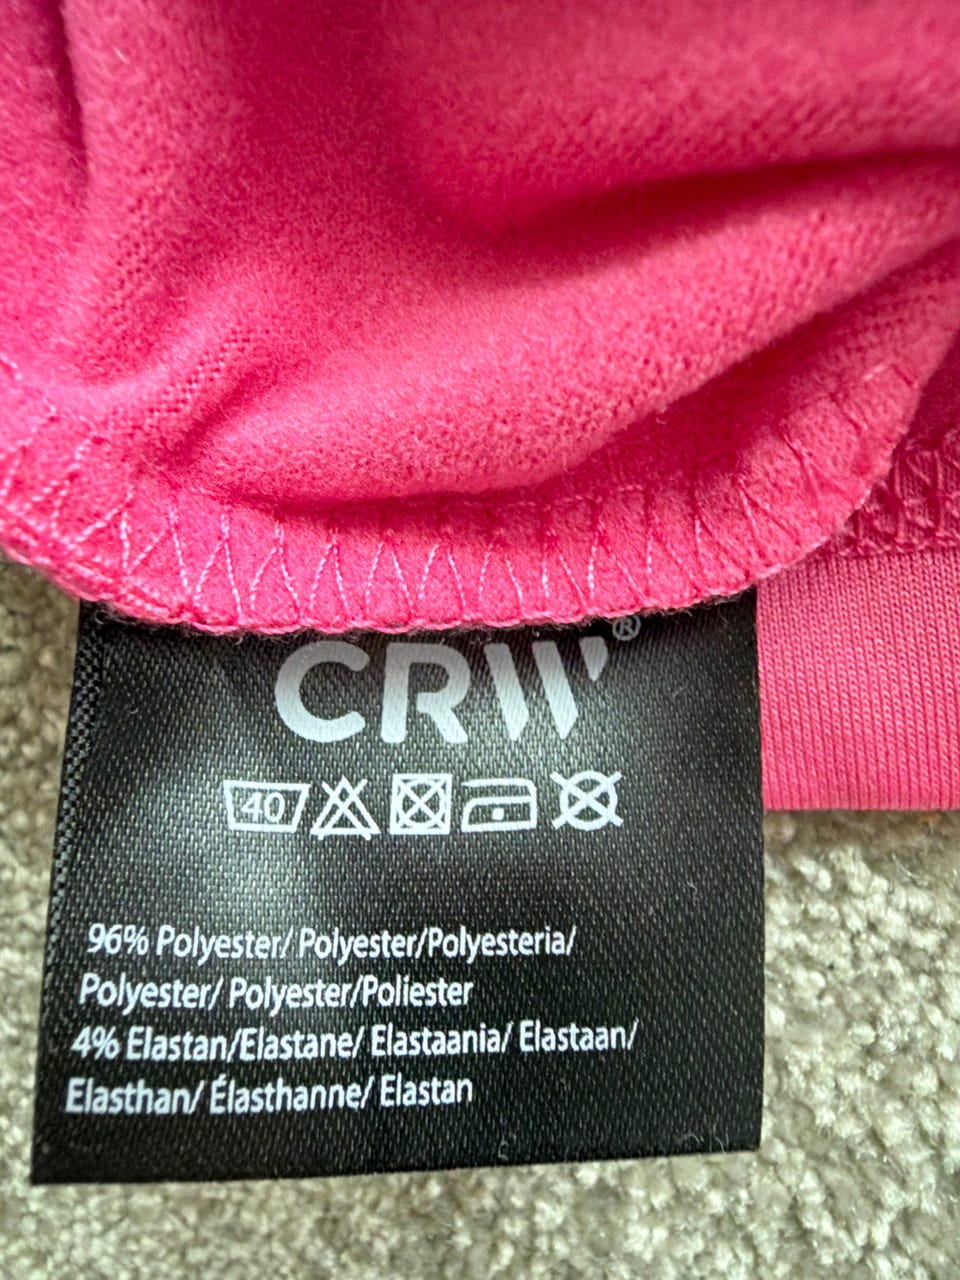 CRW®
40
96% Polyester/ Polyester/Polyesteria/
Polyester/ Polyester/Poliester
4% Elastan/Elastane/ Elastaania/ Elastaan/
Elasthan/ Élasthanne/ Elastan